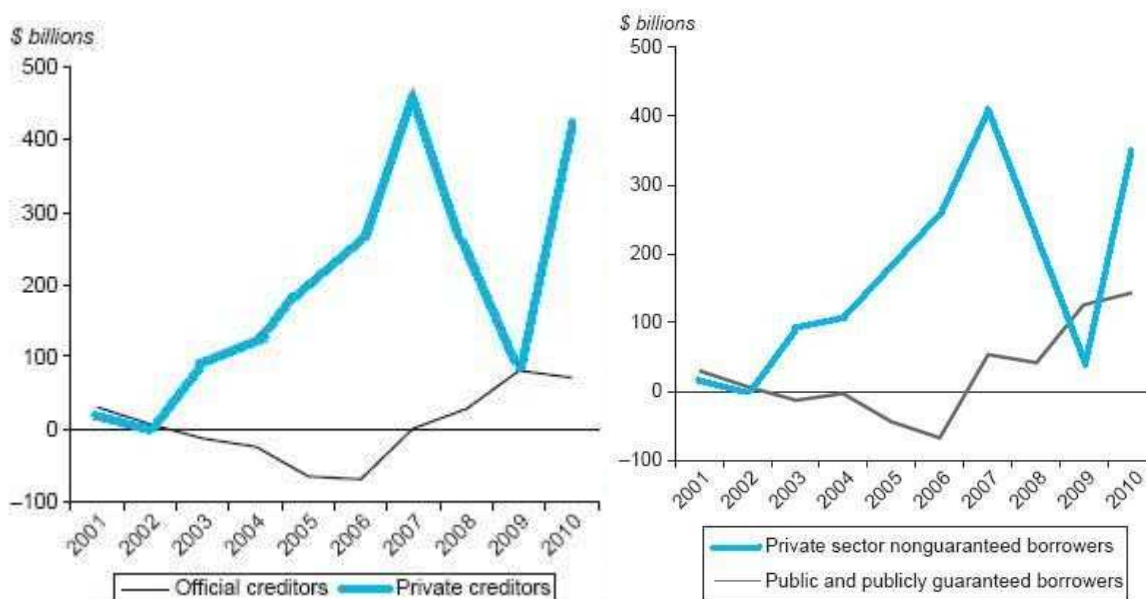 $ billions
500
400
300
200
100
0
–100
2001 2002 2003 2004 2005 2006 2007 2008 2009 2010
Official creditors Private creditors
$ billions
500
400
300
200
100
0
–100
2001 2002 2003 2004 2005 2006 2007 2008 2009 2010
Private sector nonguaranteed borrowers
Public and publicly guaranteed borrowers